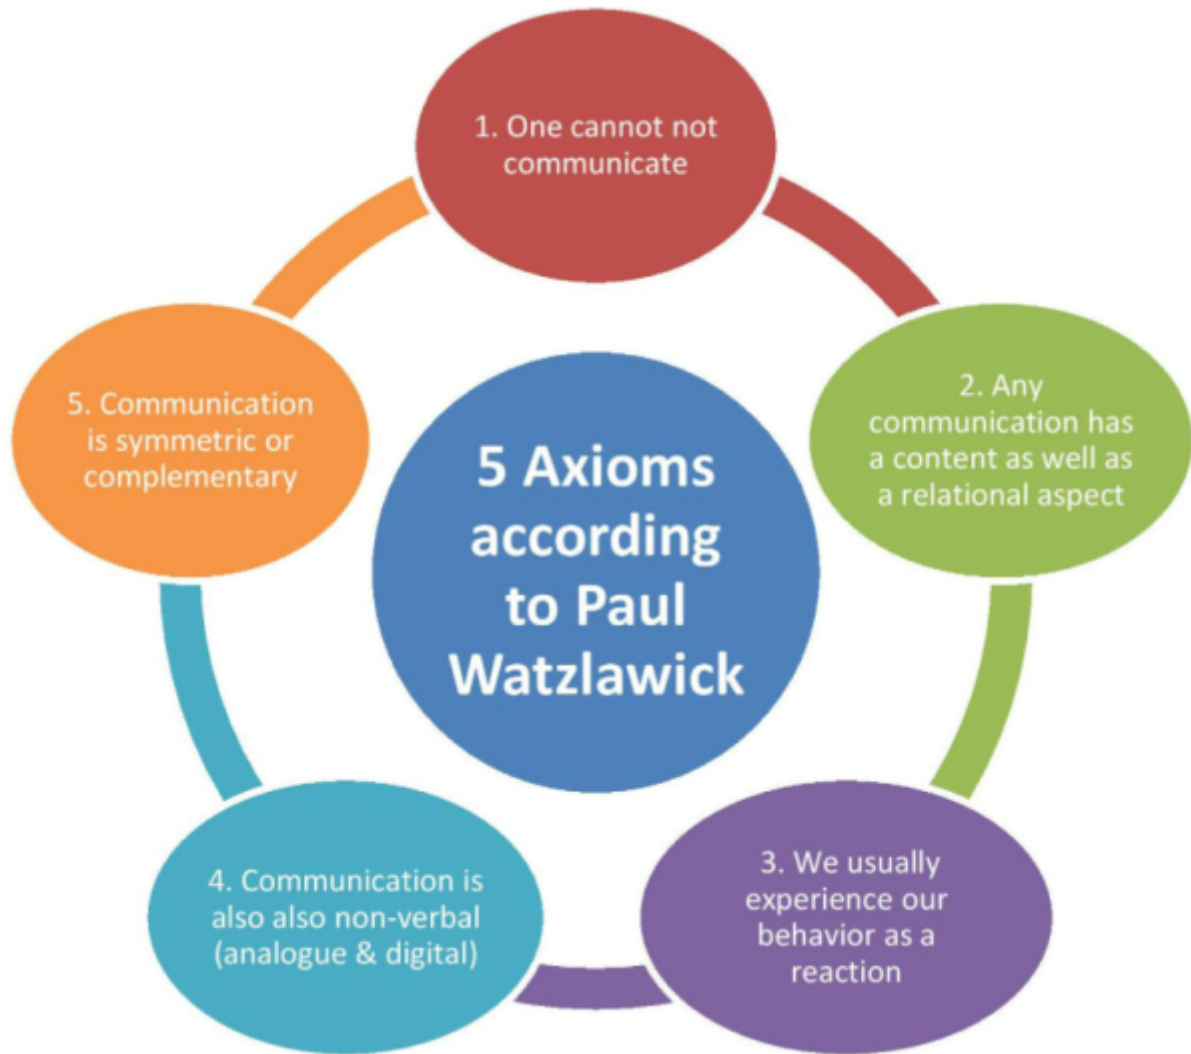 1. One cannot not
communicate
2. Any
communication has
a content as well as
a relational aspect
3. We usually
experience our
behavior as a
reaction
4. Communication is
also also non-verbal
(analogue & digital)
5. Communication
is symmetric or
complementary
5 Axioms
according
to Paul
Watzlawick